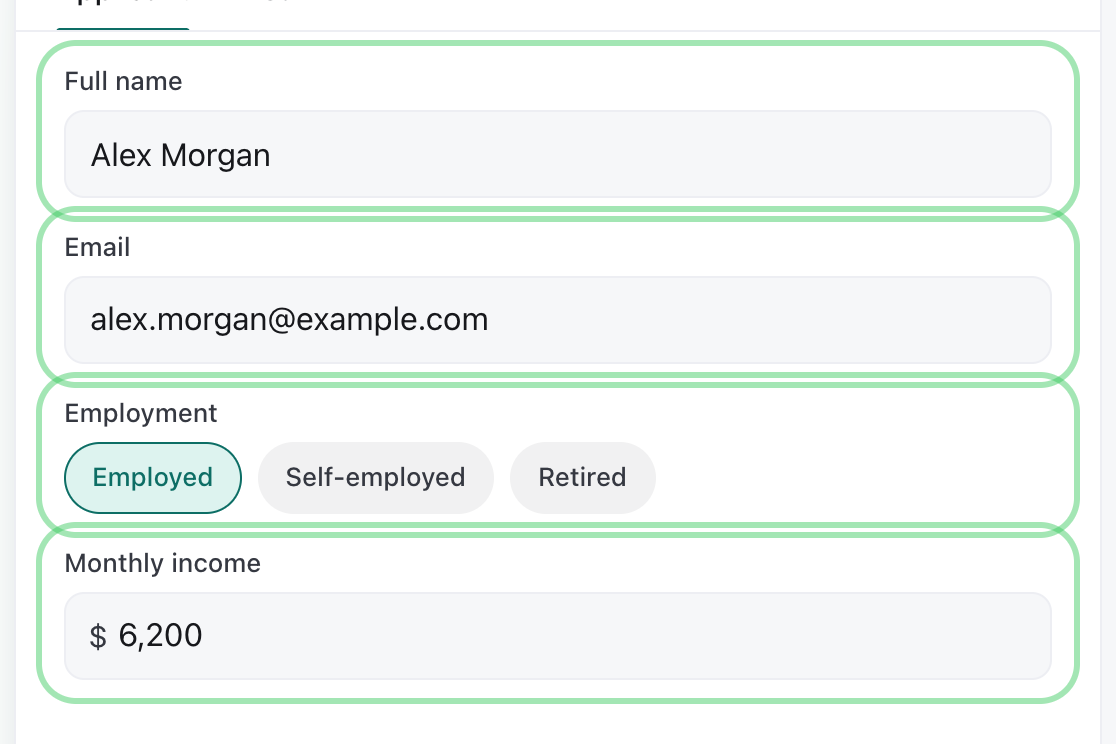 Full name
Alex Morgan
Email
alex.morgan@example.com
Employment
Employed Self-employed Retired
Monthly income
$ 6,200